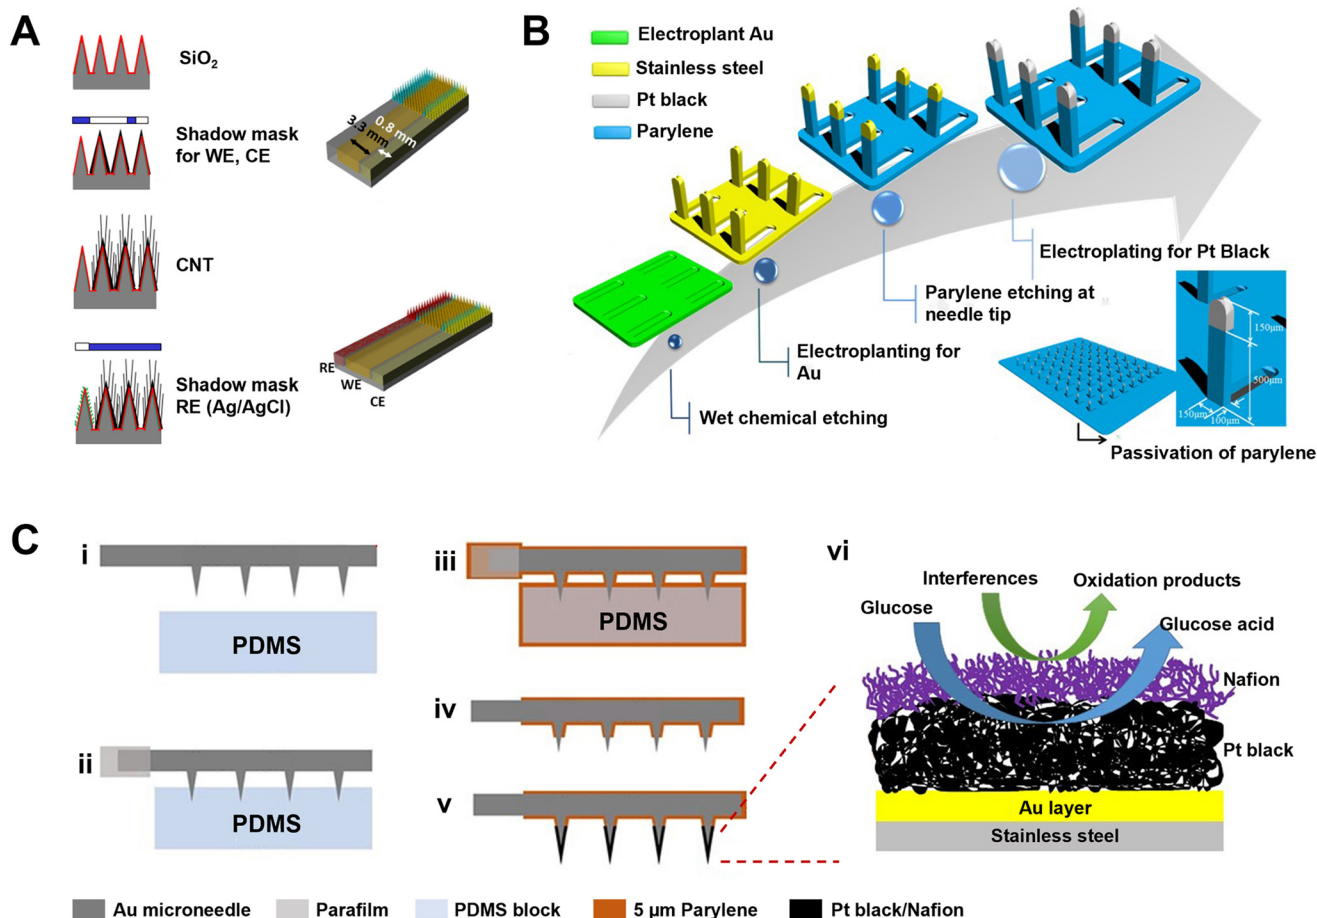 A
SiO2
Shadow mask
for WE, CE
3.3 mm
0.8 mm
CNT
Shadow mask
RE (Ag/AgCl)
RE
WE
CE
B
Electroplant Au
Stainless steel
Pt black
Parylene
Electroplating for Pt Black
Parylene etching at
needle tip
Electroplanting for
Au
Wet chemical etching
150μm
500μm
150μm
100μm
Passivation of parylene
C
i
PDMS
ii
PDMS
iii
PDMS
iv
v
vi
Interferences
Oxidation products
Glucose
Glucose acid
Nafion
Pt black
Au layer
Stainless steel
Au microneedle
Parafilm
PDMS block
5 μm Parylene
Pt black/Nafion